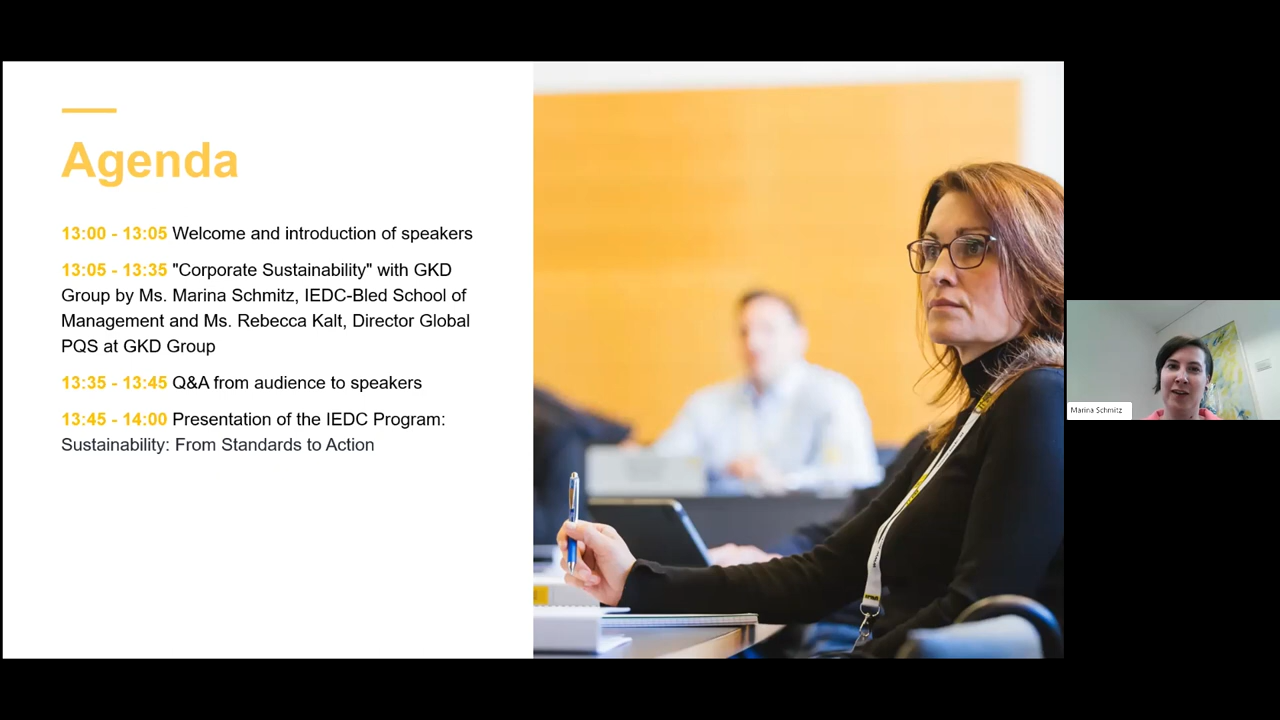 Agenda
13:00 - 13:05 Welcome and introduction of speakers
13:05 - 13:35 "Corporate Sustainability" with GKD
Group by Ms. Marina Schmitz, IEDC-Bled School of
Management and Ms. Rebecca Kalt, Director Global
PQS at GKD Group
13:35 - 13:45 Q&A from audience to speakers
13:45 - 14:00 Presentation of the IEDC Program:
Sustainability: From Standards to Action
Marina Schmitz